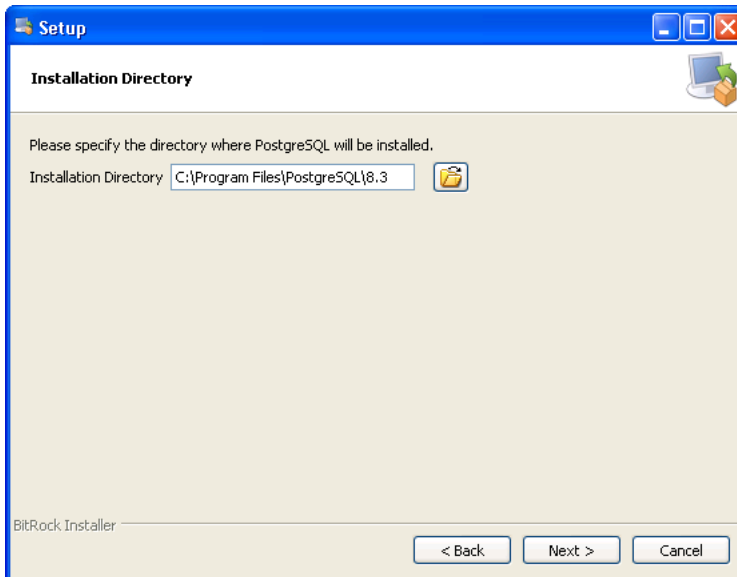 Setup
Installation Directory
Please specify the directory where PostgreSQL will be installed.
Installation Directory C:\Program Files\PostgreSQL\8.3
BitRock Installer
< Back Next > Cancel